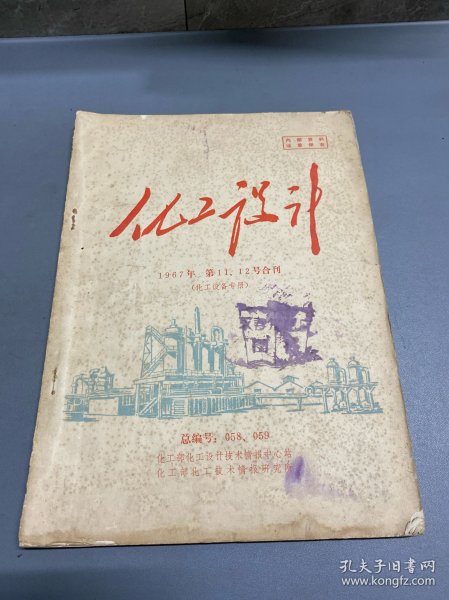 内部资料
注意保存
化工设计
1967年 第11、12号合刊
(化工设备专册)
总编号：058、059
化工部化工设计技术情报中心站
化工部化工技术情报研究所
孔夫子旧书网
www.kongfz.com